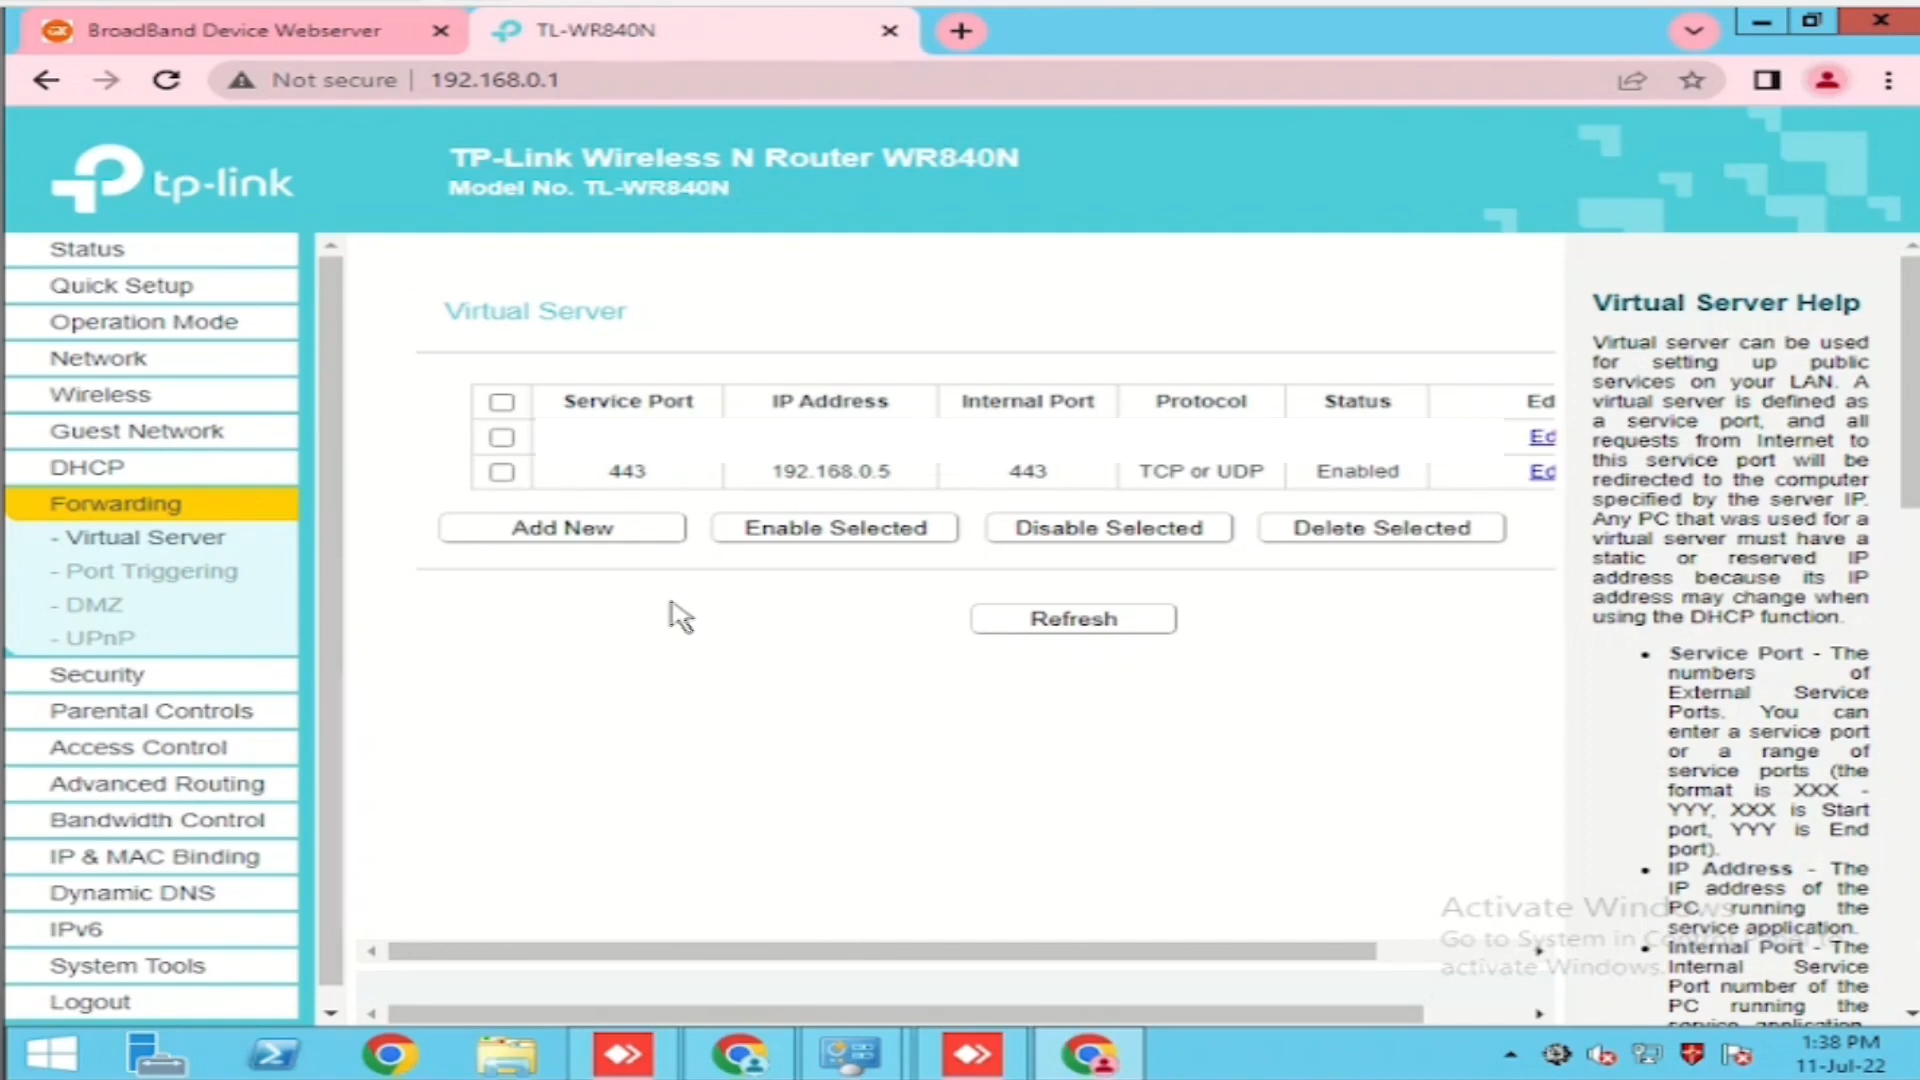 BroadBand Device Webserver
TL-WR840N
Not secure
192.168.0.1
tp-link
TP-Link Wireless N Router WR840N
Model No. TL-WR840N
Status
Quick Setup
Operation Mode
Network
Wireless
Guest Network
DHCP
Forwarding
- Virtual Server
- Port Triggering
- DMZ
- UPnP
Security
Parental Controls
Access Control
Advanced Routing
Bandwidth Control
IP & MAC Binding
Dynamic DNS
IPv6
System Tools
Logout
Virtual Server
Service Port IP Address Internal Port Protocol Status Ed
Ed
443 192.168.0.5 443 TCP or UDP Enabled Ed
Add New Enable Selected Disable Selected Delete Selected
Refresh
Virtual Server Help
Virtual server can be used
for setting up public
services on your LAN. A
virtual server is defined as
a service port, and all
requests from Internet to
this service port will be
redirected to the computer
specified by the server IP.
Any PC that was used for a
virtual server must have a
static or reserved IP
address because its IP
address may change when
using the DHCP function.
• Service Port - The
numbers of
External Service
Ports. You can
enter a service port
or a range of
service ports (the
format is XXX -
YYY, XXX is Start
port, YYY is End
port).
• IP Address - The
IP address of the
PC running the
service application.
• Internal Port - The
Internal Service
Port number of the
PC running the
service application,
Activate Windows
Go to System in
activate Windows.
1:38 PM
11-Jul-22